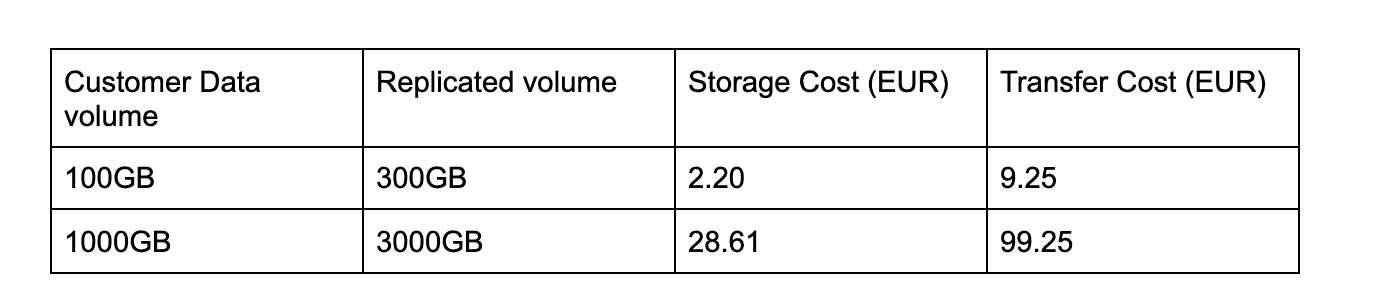 Customer Data volume | Replicated volume | Storage Cost (EUR) | Transfer Cost (EUR)
100GB | 300GB | 2.20 | 9.25
1000GB | 3000GB | 28.61 | 99.25